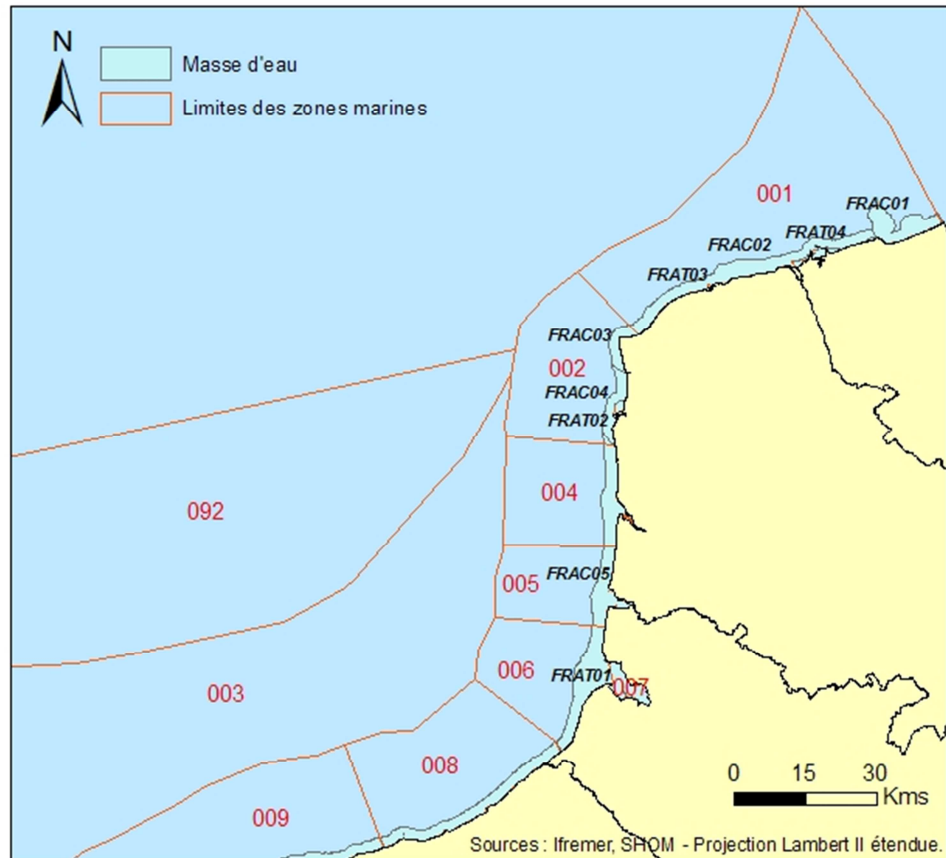 N
Masse d'eau
Limites des zones marines
001
FRAC01
FRAT04
FRAC02
FRAT03
FRAC03
002
FRAC04
FRAT02
092
004
005
FRAC05
006
FRAT01
007
003
008
009
0 15 30
Kms
Sources : Ifremer, SHOM - Projection Lambert II étendue.